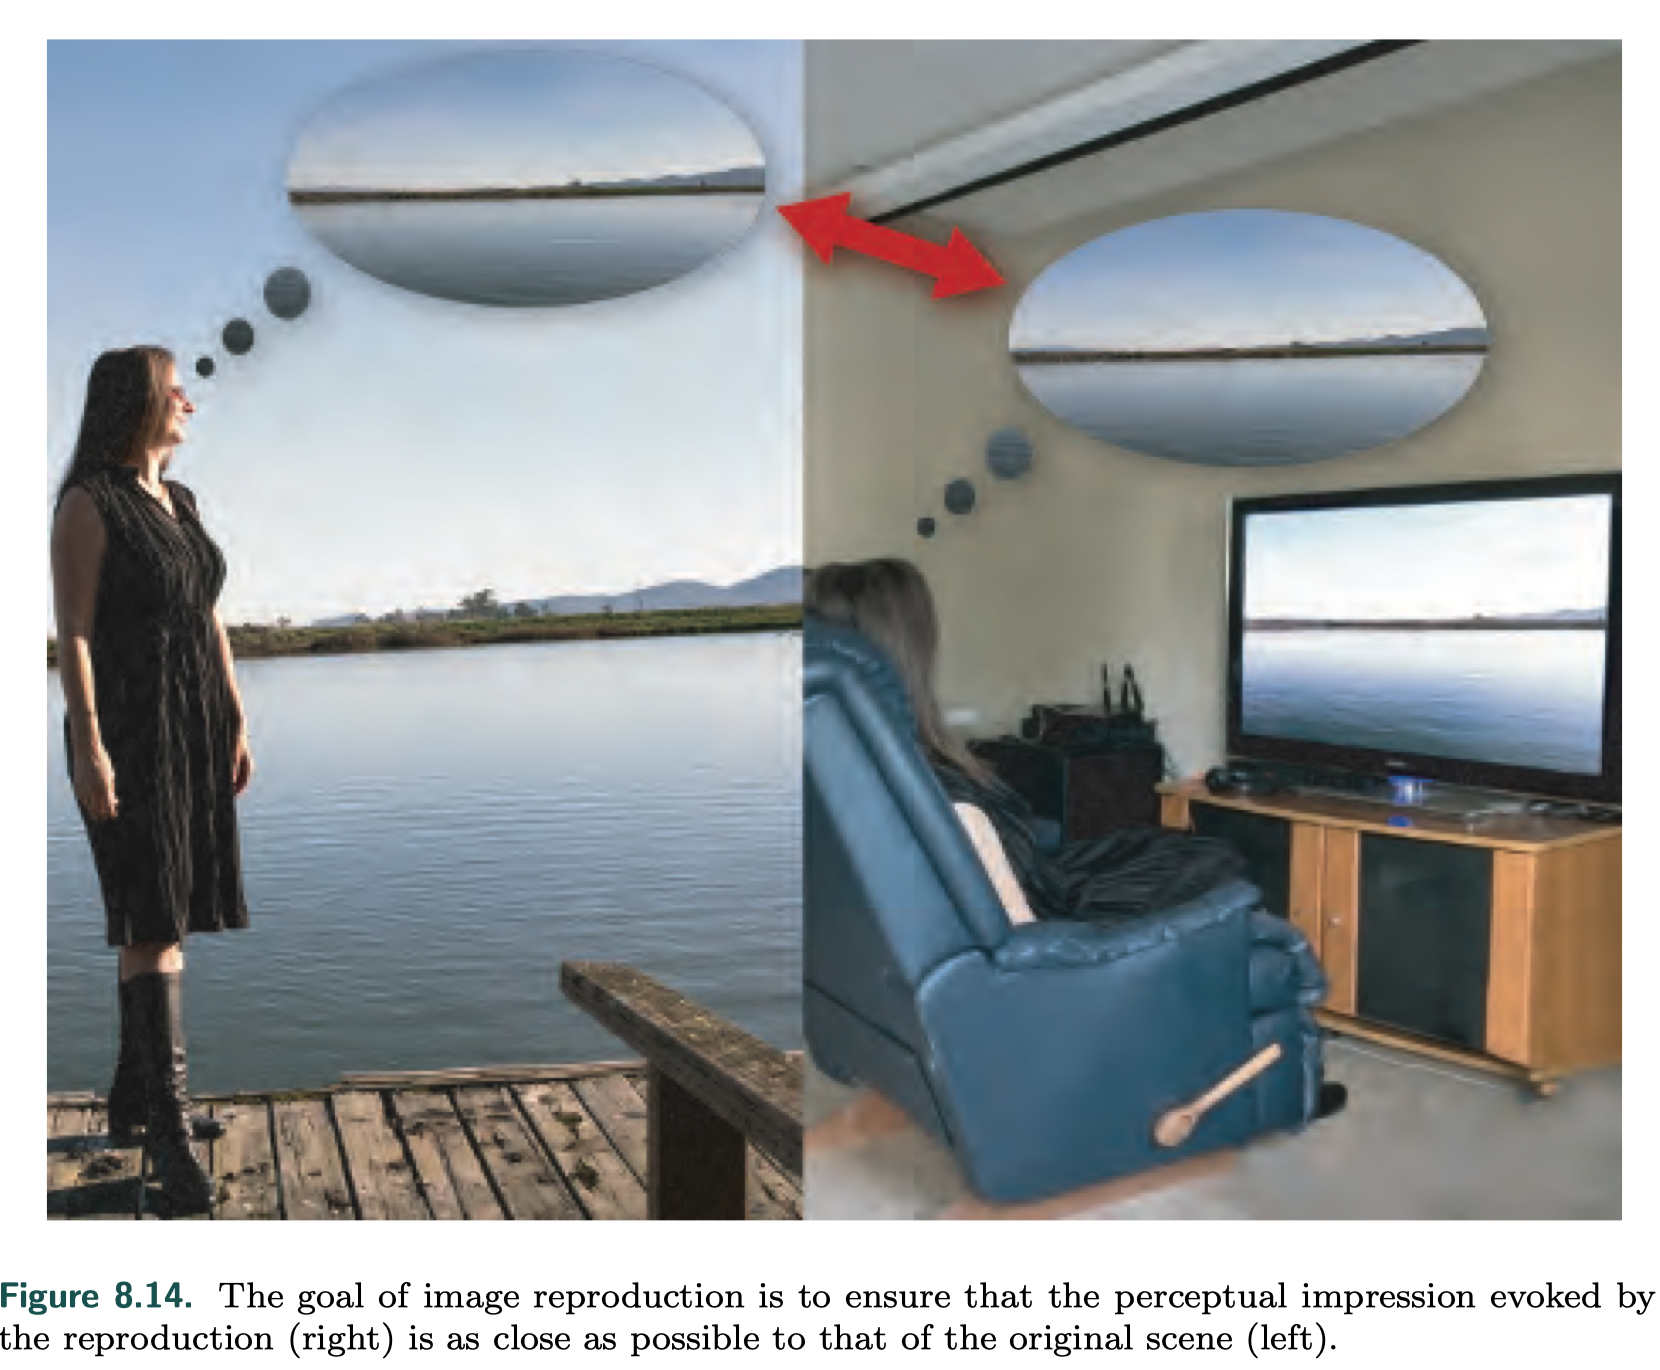 Figure 8.14. The goal of image reproduction is to ensure that the perceptual impression evoked by
the reproduction (right) is as close as possible to that of the original scene (left).